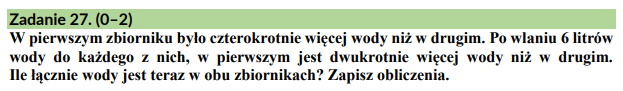 Zadanie 27. (0–2)
W pierwszym zbiorniku było czterokrotnie więcej wody niż w drugim. Po wlaniu 6 litrów
wody do każdego z nich, w pierwszym jest dwukrotnie więcej wody niż w drugim.
Ile łącznie wody jest teraz w obu zbiornikach? Zapisz obliczenia.